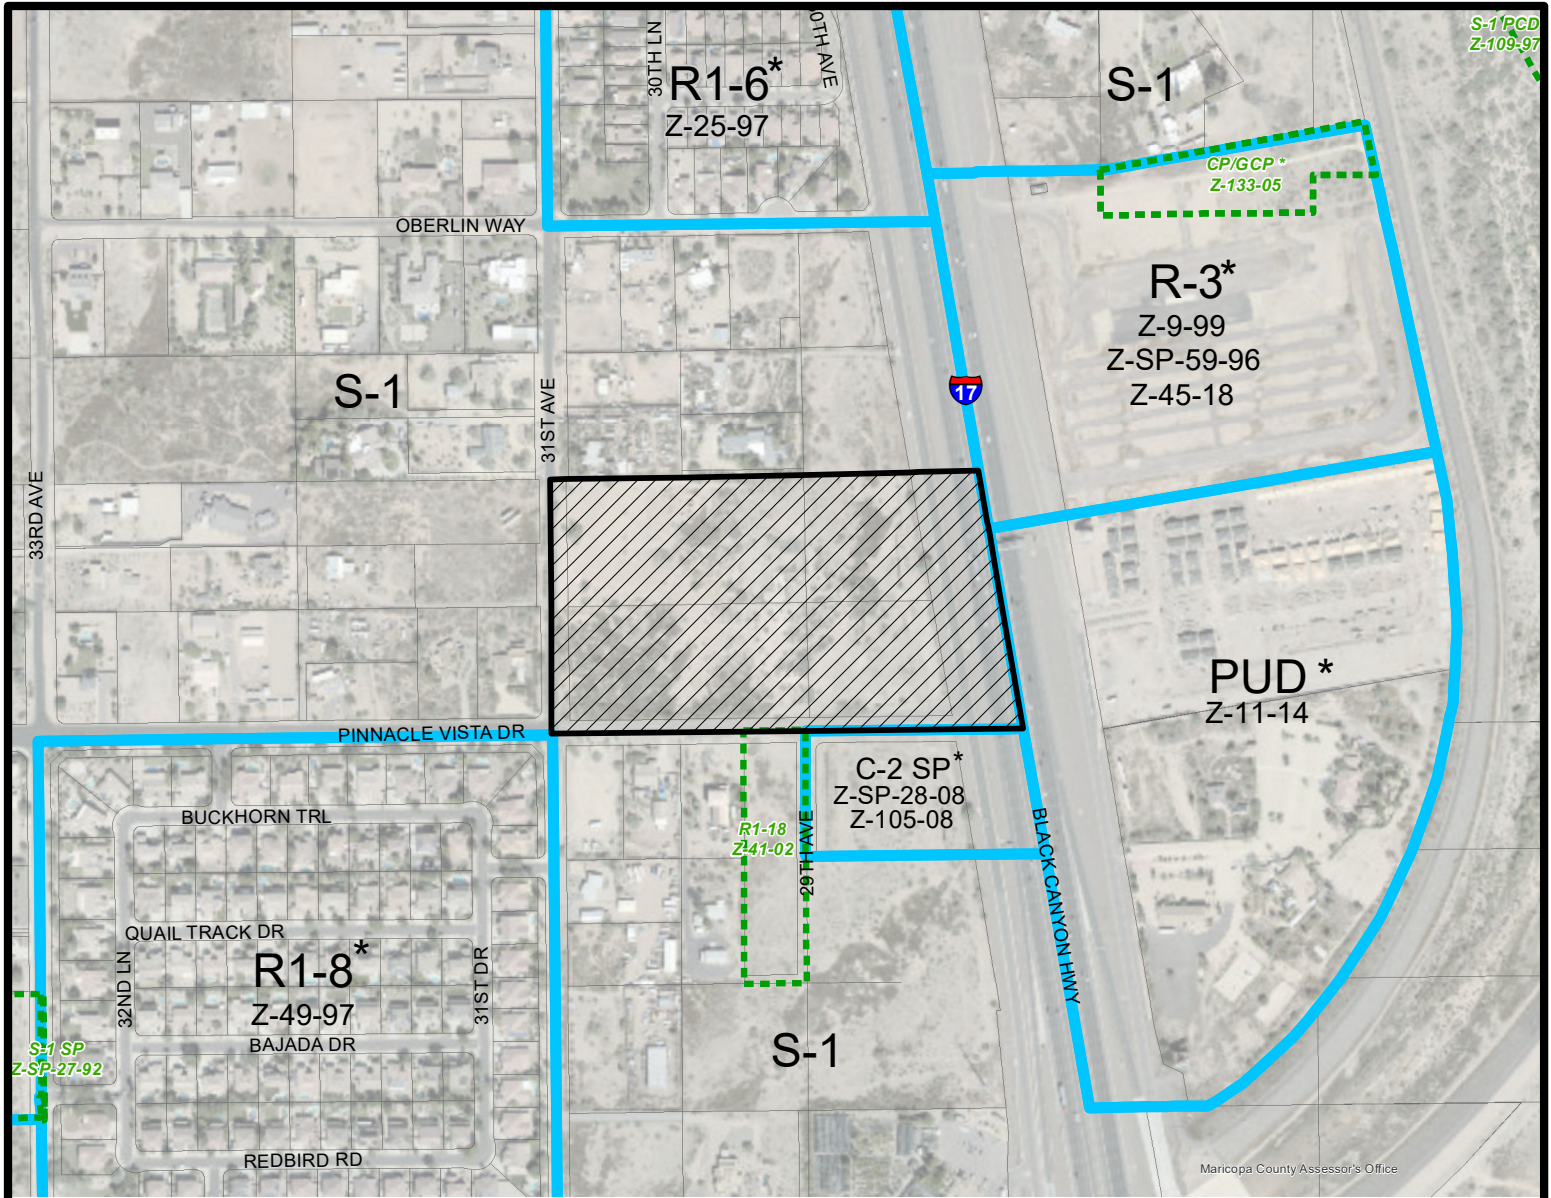 S-1 PCD
Z-109-97
30TH LN
R1-6*
Z-25-97
S-1
CP/GCP *
Z-133-05
OBERLIN WAY
R-3*
Z-9-99
Z-SP-59-96
Z-45-18
S-1
31ST AVE
17
33RD AVE
PUD *
Z-11-14
PINNACLE VISTA DR
C-2 SP*
Z-SP-28-08
Z-105-08
BUCKHORN TRL
R1-18
Z-41-02
29TH AVE
BLACK CANYON HWY
QUAIL TRACK DR
R1-8*
Z-49-97
32ND LN
31ST DR
BAJADA DR
S-1 SP
Z-SP-27-92
S-1
REDBIRD RD
Maricopa County Assessor's Office